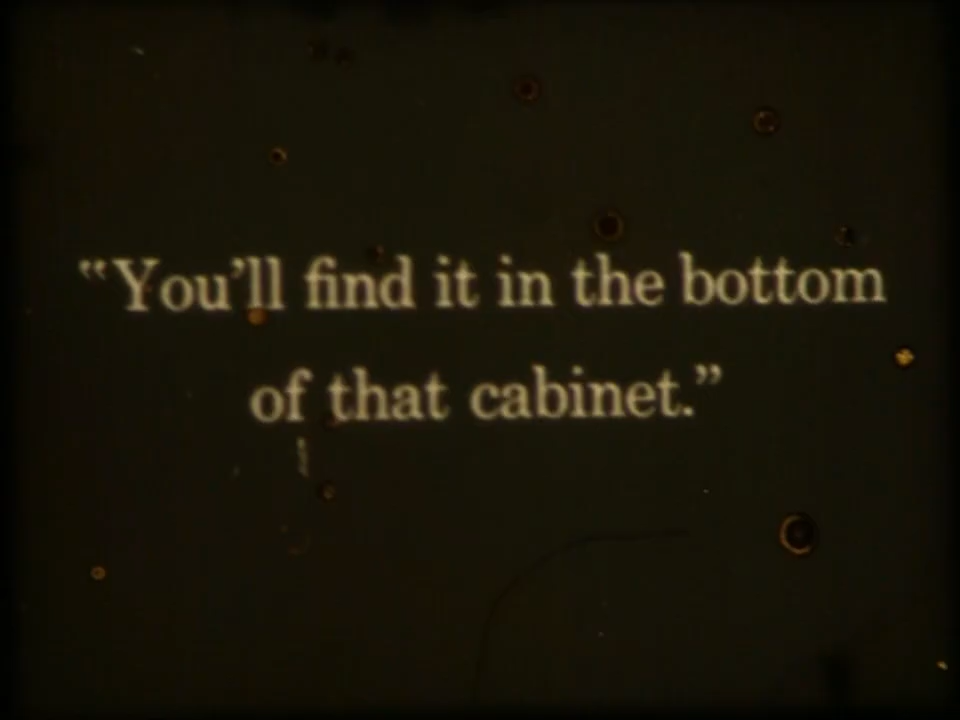 “You’ll find it in the bottom
of that cabinet.”